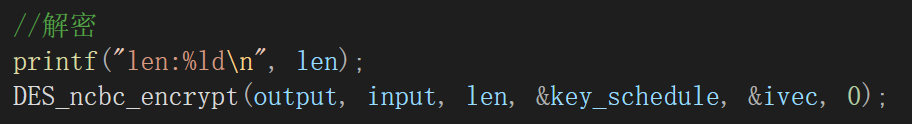 //解密
printf("len:%ld\n", len);
DES_ncbc_encrypt(output, input, len, &key_schedule, &ivec, 0);